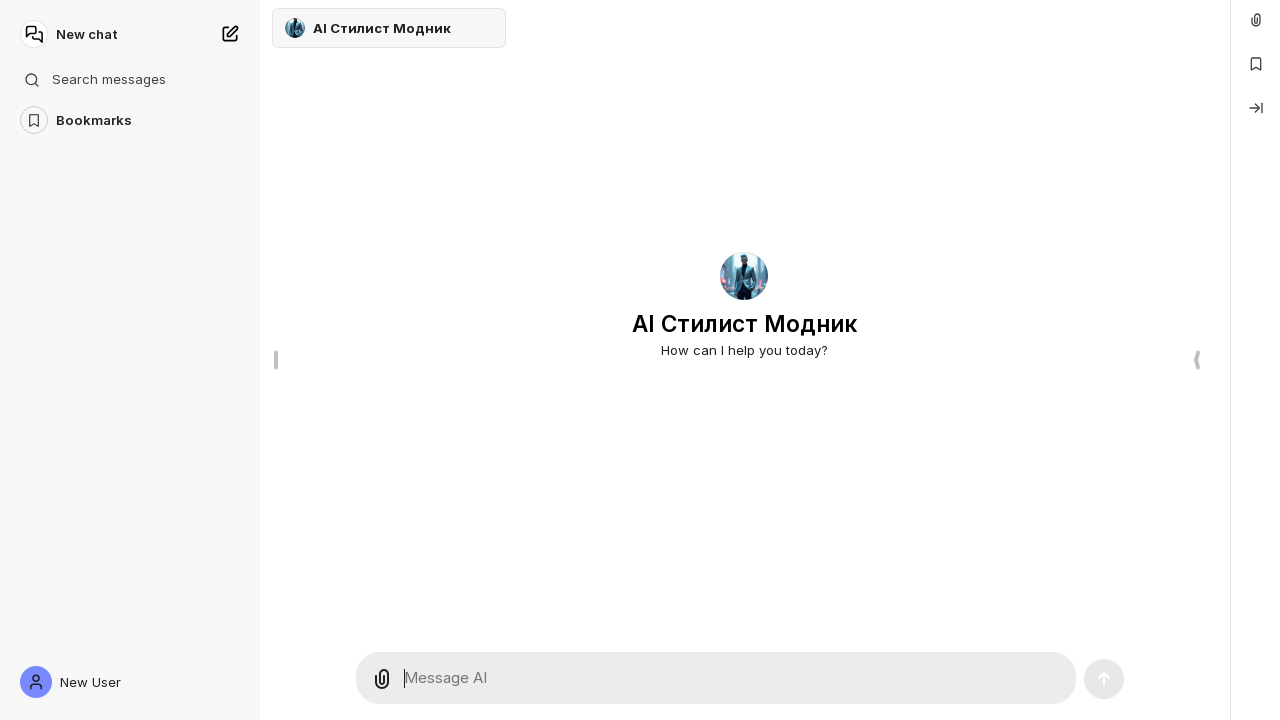 New chat
Search messages
Bookmarks
AI Стилист Модник
AI Стилист Модник
How can I help you today?
Message AI
New User